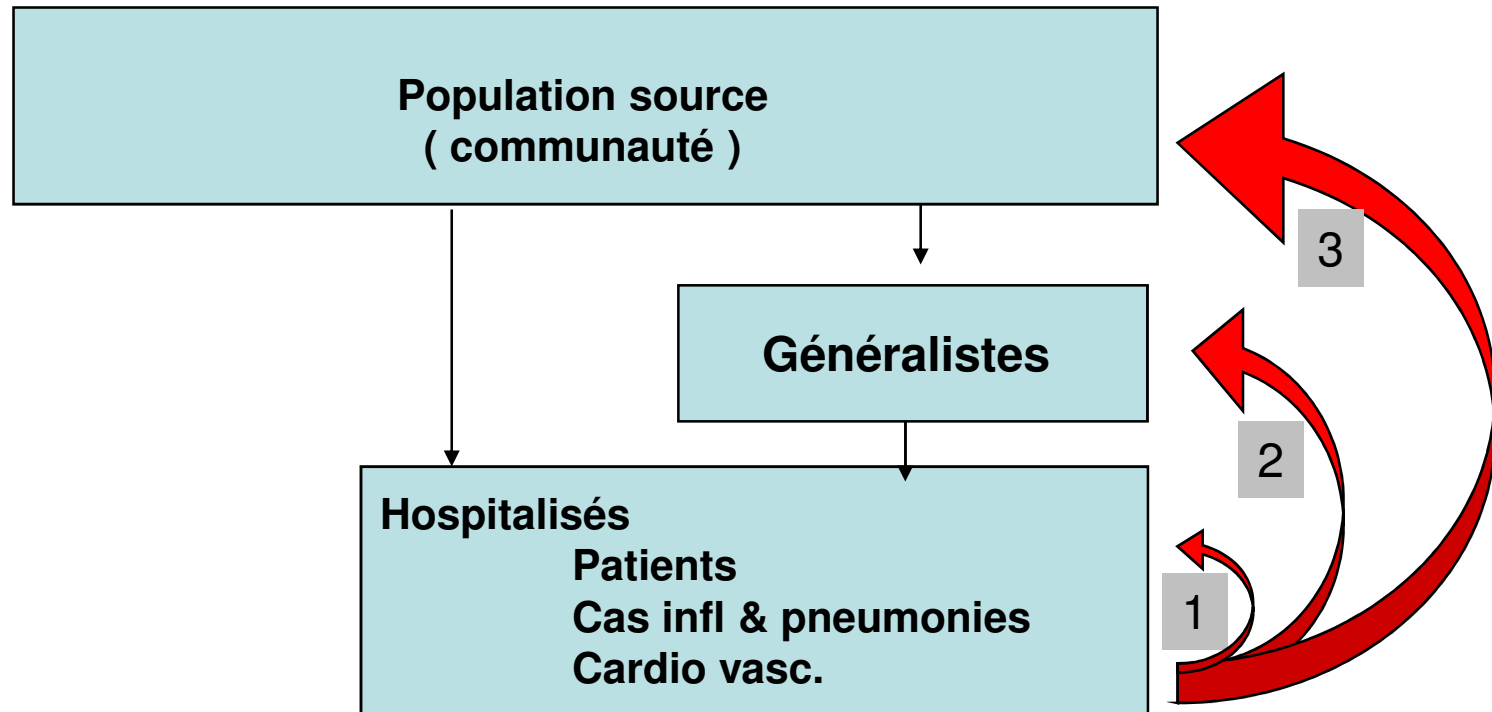 Population source
( communauté )
3
Généralistes
2
Hospitalisés
Patients
Cas infl & pneumonies
1
Cardio vasc.